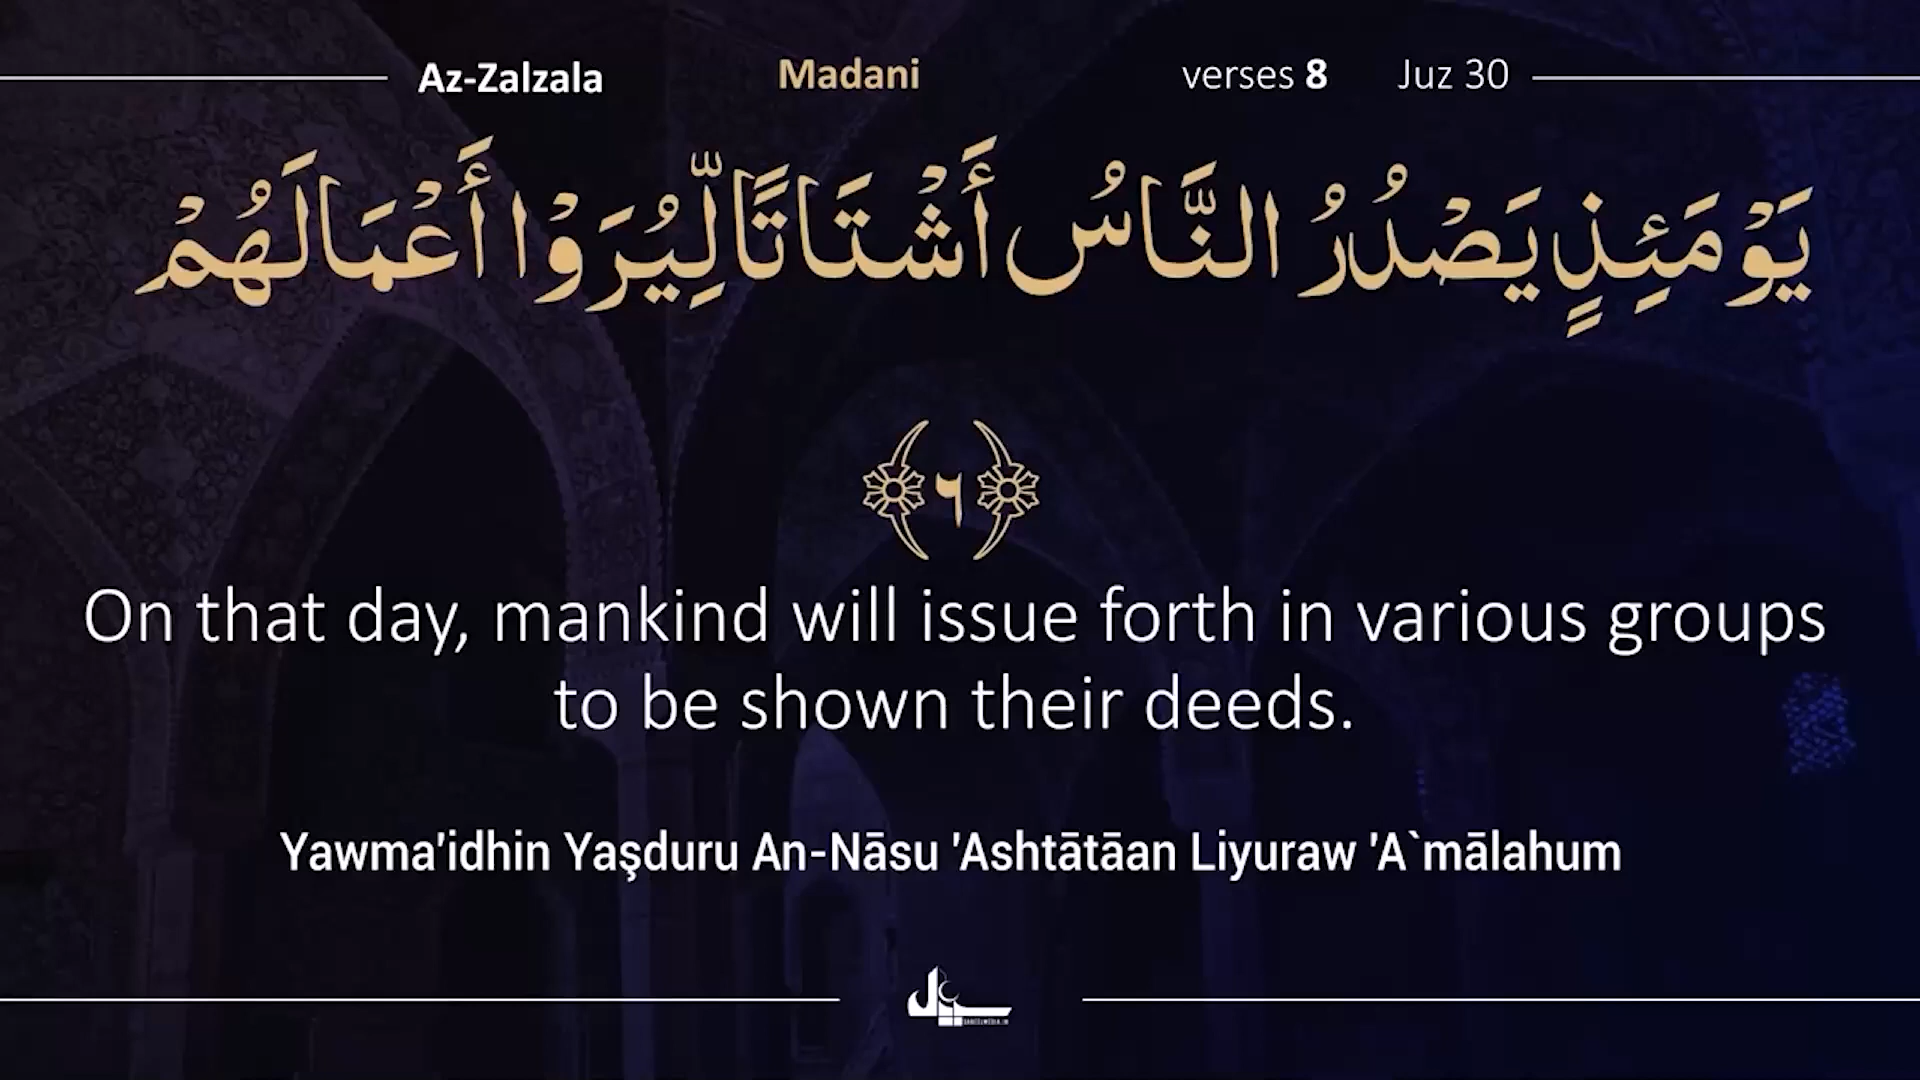 Az-Zalzala Madani verses 8 Juz 30
يَوْمَئِذٍ يَصْدُرُ النَّاسُ أَشْتَاتًا لِّيُرَوْا أَعْمَالَهُمْ
﴿٦﴾
On that day, mankind will issue forth in various groups
to be shown their deeds.
Yawma'idhin Yaşduru An-Nāsu 'Ashtātāan Liyuraw 'A`mālahum